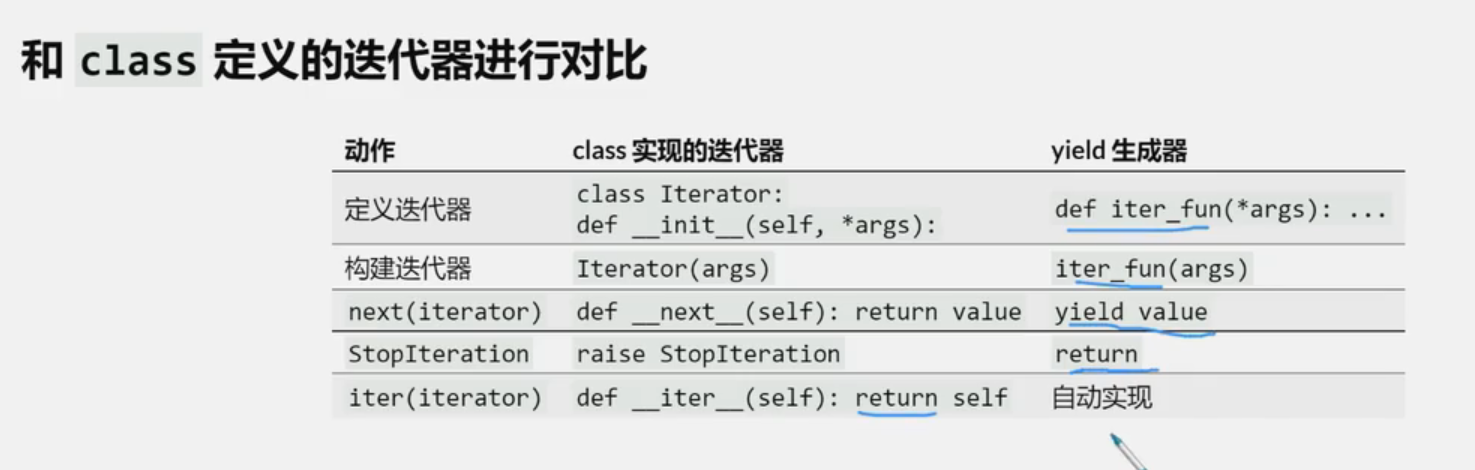 和 class 定义的迭代器进行对比
动作 class 实现的迭代器 yield 生成器
定义迭代器 class Iterator:
def __init__(self, *args): def iter_fun(*args): ...
构建迭代器 Iterator(args) iter_fun(args)
next(iterator) def __next__(self): return value yield value
StopIteration raise StopIteration return
iter(iterator) def __iter__(self): return self 自动实现